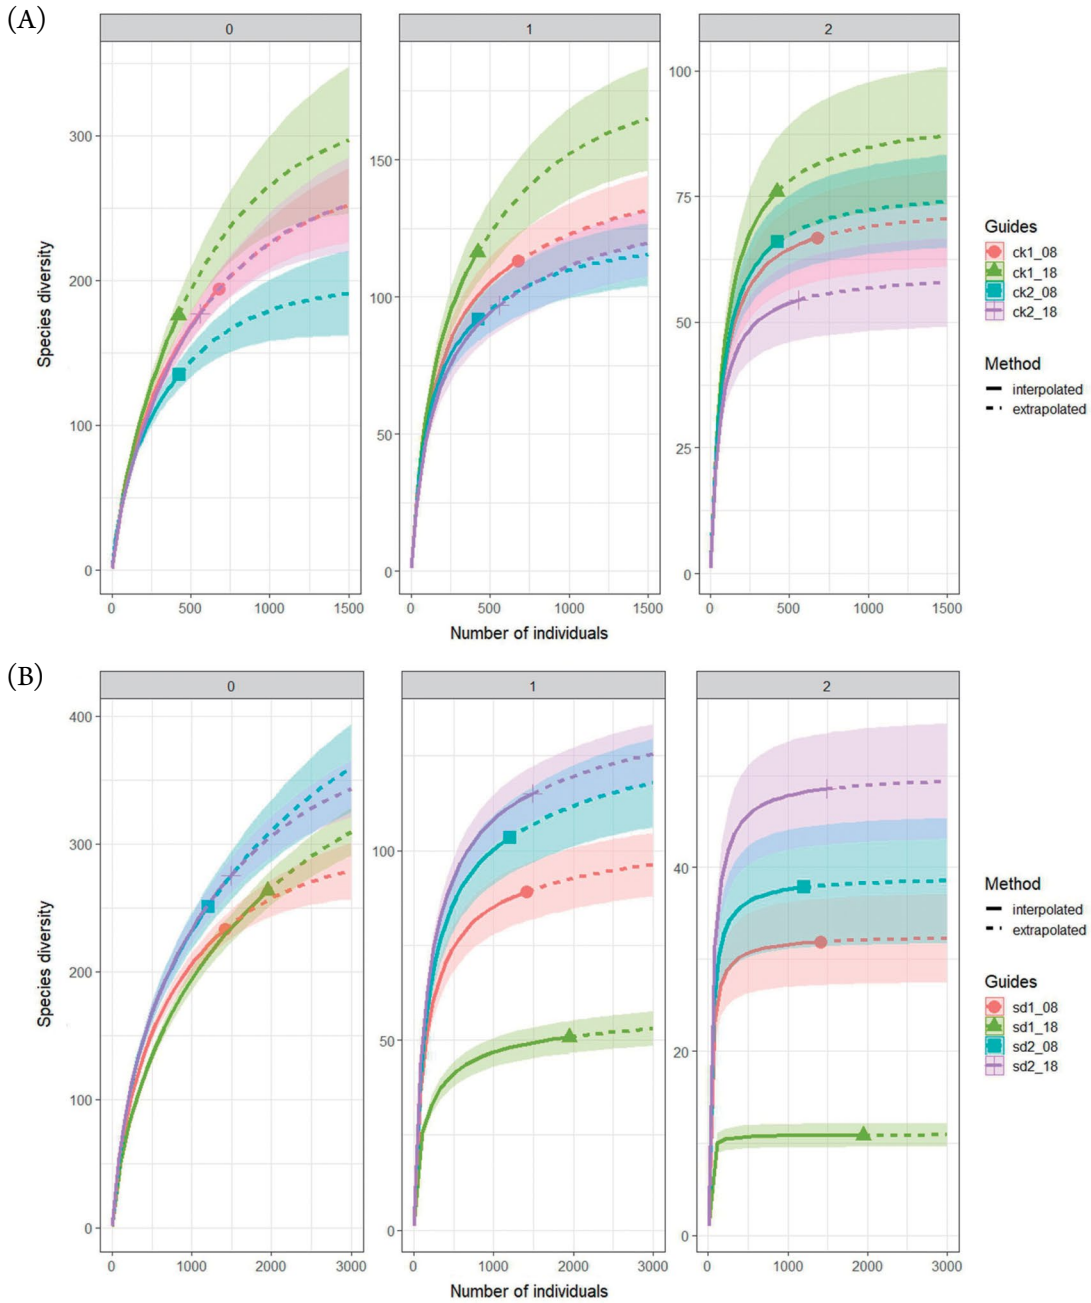 (A)
0 1 2
Species diversity
300
200
100
0
150
100
50
0
100
75
50
25
0
0 500 1000 1500
0 500 1000 1500
0 500 1000 1500
Number of individuals
Guides
ck1_08
ck1_18
ck2_08
ck2_18
Method
interpolated
extrapolated
(B)
0 1 2
Species diversity
400
300
200
100
0
100
50
0
40
20
0
0 1000 2000 3000
0 1000 2000 3000
0 1000 2000 3000
Number of individuals
Method
interpolated
extrapolated
Guides
sd1_08
sd1_18
sd2_08
sd2_18